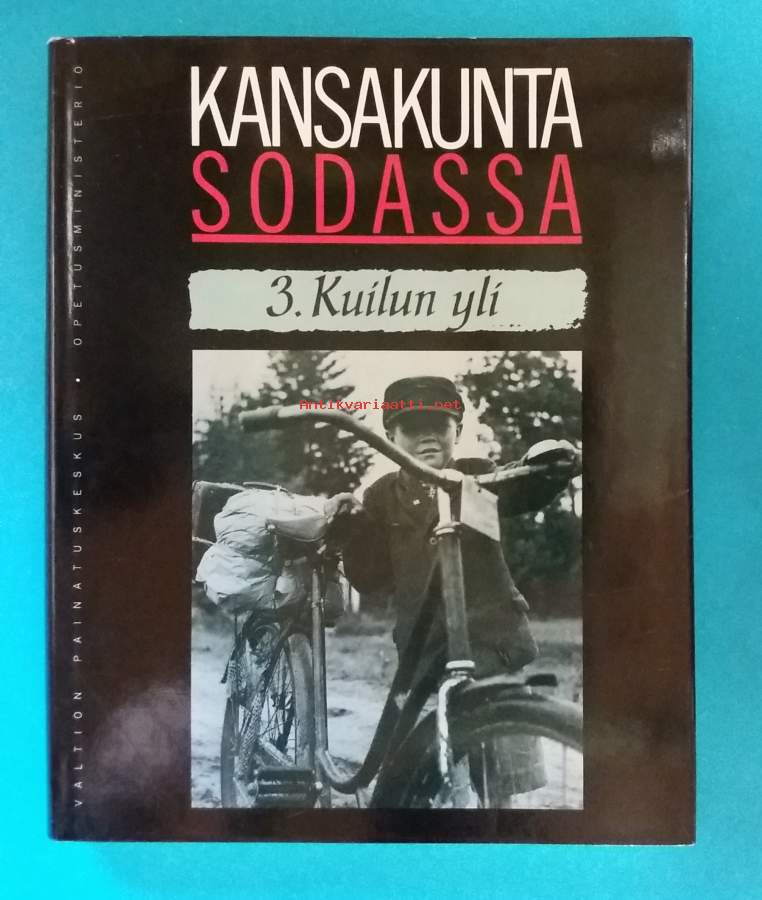 KANSAKUNTA
SODASSA
3. Kuilun yli
Antikvariaatti.net
VALTION PAINATUSKESKUS • OPETUSMINISTERIÖ